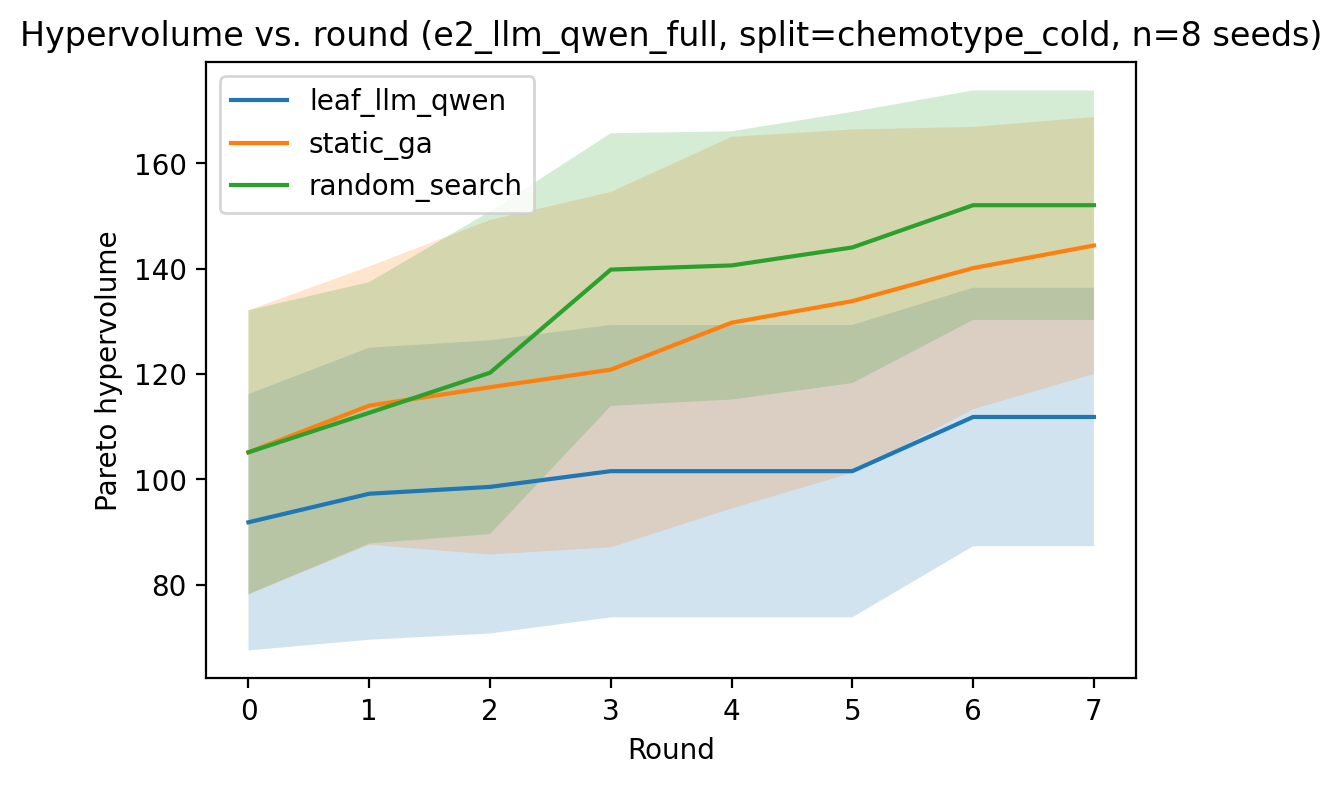 Hypervolume vs. round (e2_llm_qwen_full, split=chemotype_cold, n=8 seeds)
leaf_llm_qwen
static_ga
random_search
Pareto hypervolume
160
140
120
100
80
0 1 2 3 4 5 6 7
Round